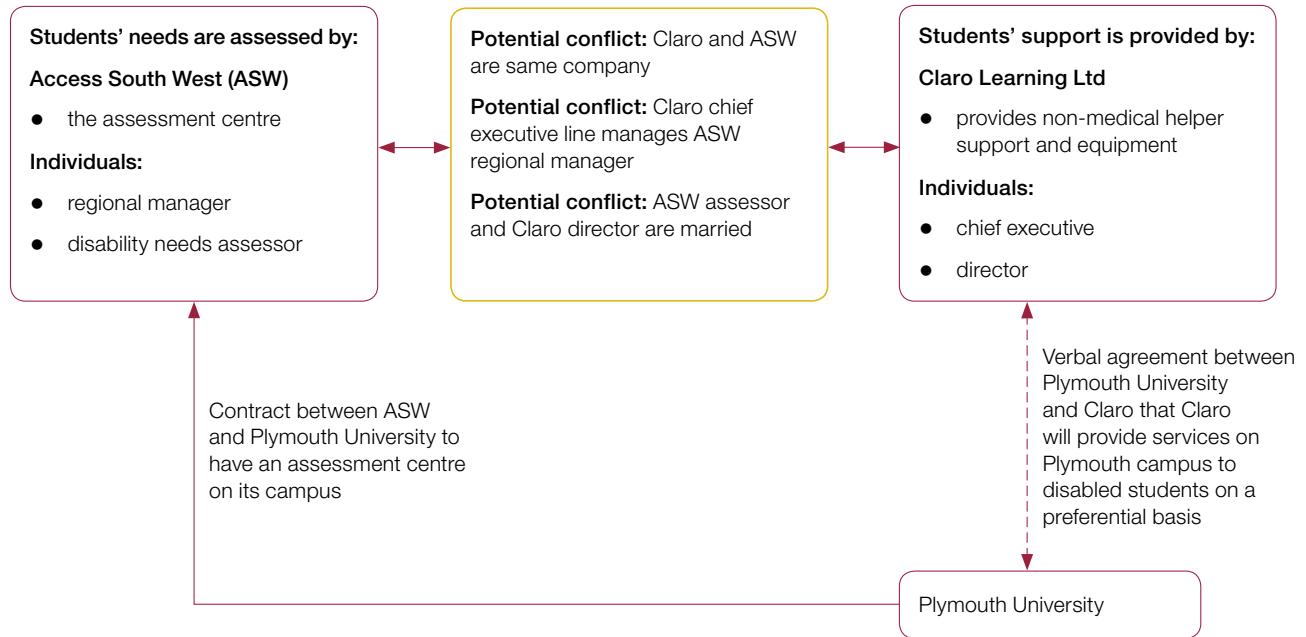 Students’ needs are assessed by:
Access South West (ASW)
● the assessment centre
Individuals:
● regional manager
● disability needs assessor
Potential conflict: Claro and ASW
are same company
Potential conflict: Claro chief
executive line manages ASW
regional manager
Potential conflict: ASW assessor
and Claro director are married
Students’ support is provided by:
Claro Learning Ltd
● provides non-medical helper
support and equipment
Individuals:
● chief executive
● director
Contract between ASW
and Plymouth University to
have an assessment centre
on its campus
Verbal agreement between
Plymouth University
and Claro that Claro
will provide services on
Plymouth campus to
disabled students on a
preferential basis
Plymouth University